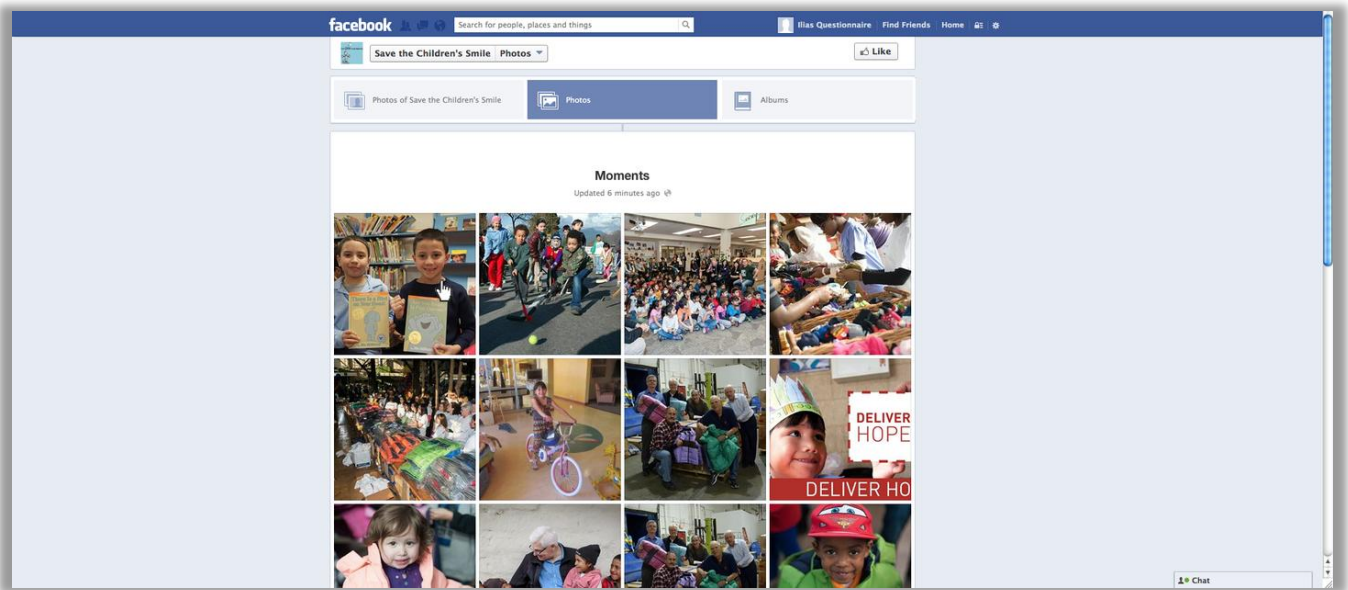 facebook Search for people, places and things Ilias Questionnaire Find Friends Home
Save the Children's Smile Photos Like
Photos of Save the Children's Smile Photos Albums
Moments
Updated 6 minutes ago
DELIVER
HOPE
DELIVER HO
Chat